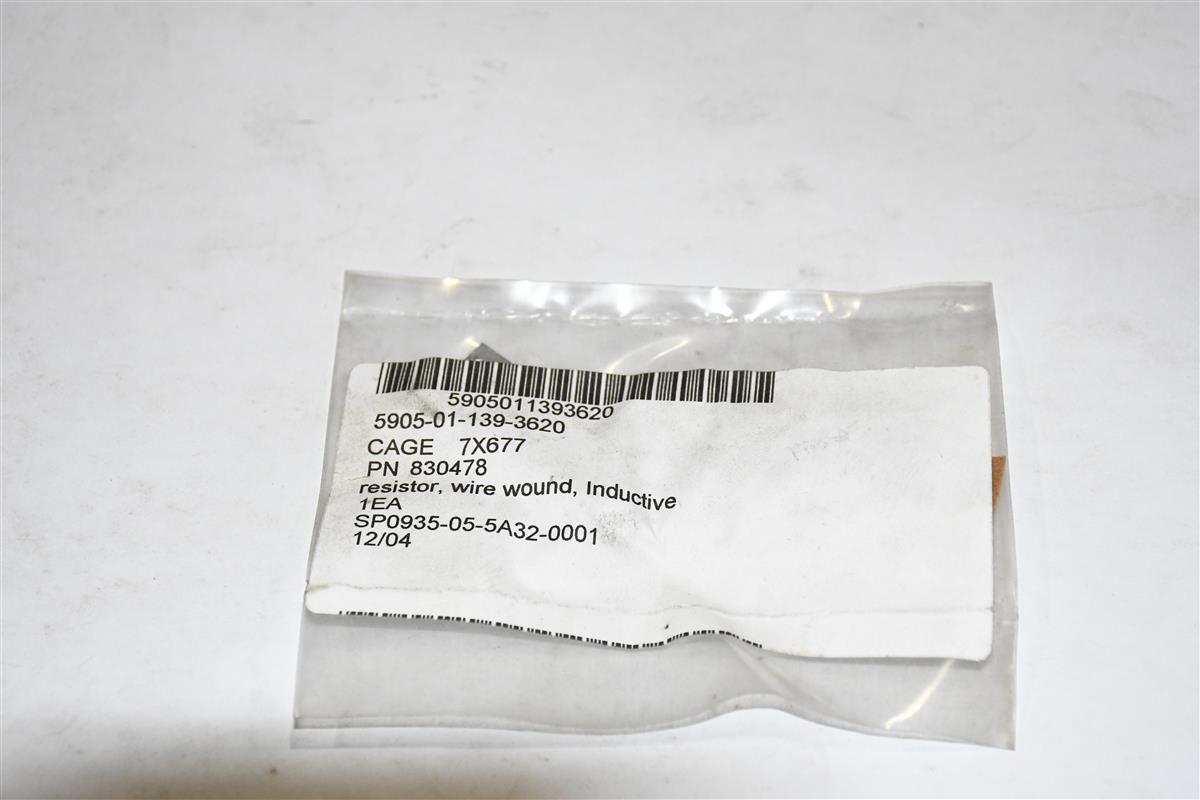 5905011393620
5905-01-139-3620
CAGE 7X677
PN 830478
resistor, wire wound, Inductive
1EA
SP0935-05-5A32-0001
12/04